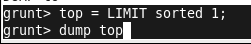 grunt> top = LIMIT sorted 1;
grunt> dump top